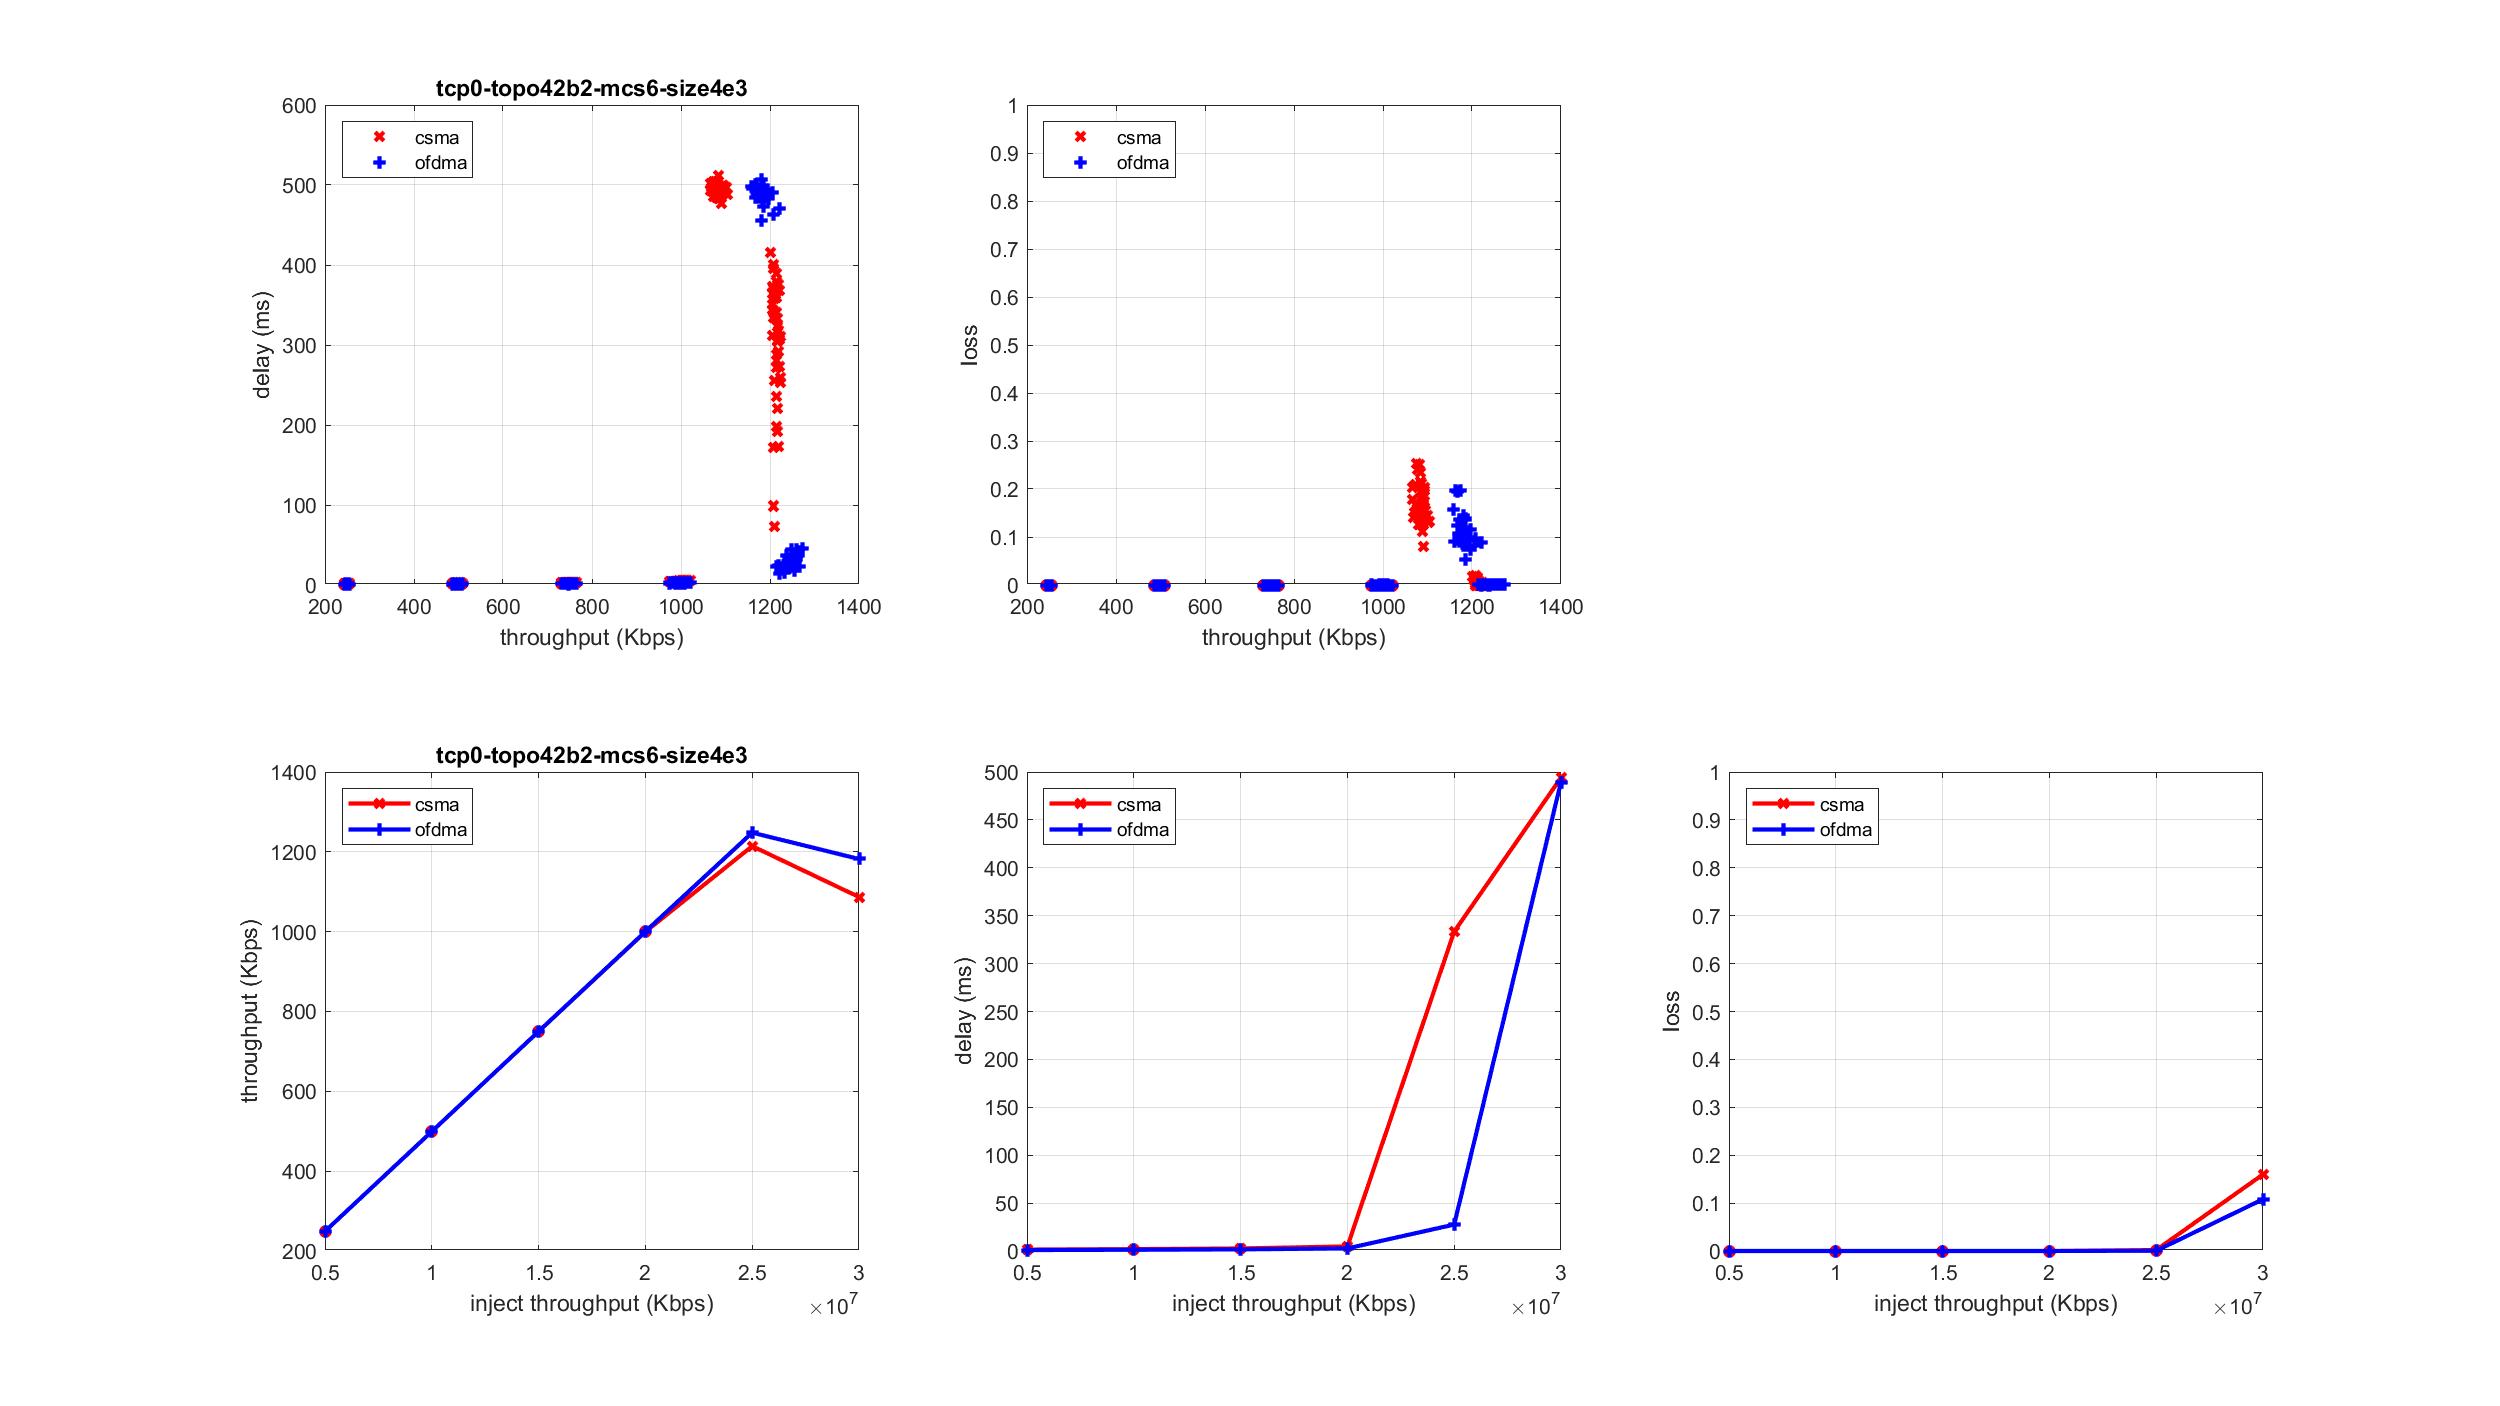 tcp0-topo42b2-mcs6-size4e3
600
500
400
300
200
100
0
delay (ms)
csma
ofdma
200 400 600 800 1000 1200 1400
throughput (Kbps)
1
0.9
0.8
0.7
0.6
0.5
0.4
0.3
0.2
0.1
0
loss
csma
ofdma
200 400 600 800 1000 1200 1400
throughput (Kbps)
tcp0-topo42b2-mcs6-size4e3
1400
1200
1000
800
600
400
200
throughput (Kbps)
csma
ofdma
0.5 1 1.5 2 2.5 3
inject throughput (Kbps)
×10⁷
500
450
400
350
300
250
200
150
100
50
0
delay (ms)
csma
ofdma
0.5 1 1.5 2 2.5 3
inject throughput (Kbps)
×10⁷
1
0.9
0.8
0.7
0.6
0.5
0.4
0.3
0.2
0.1
0
loss
csma
ofdma
0.5 1 1.5 2 2.5 3
inject throughput (Kbps)
×10⁷